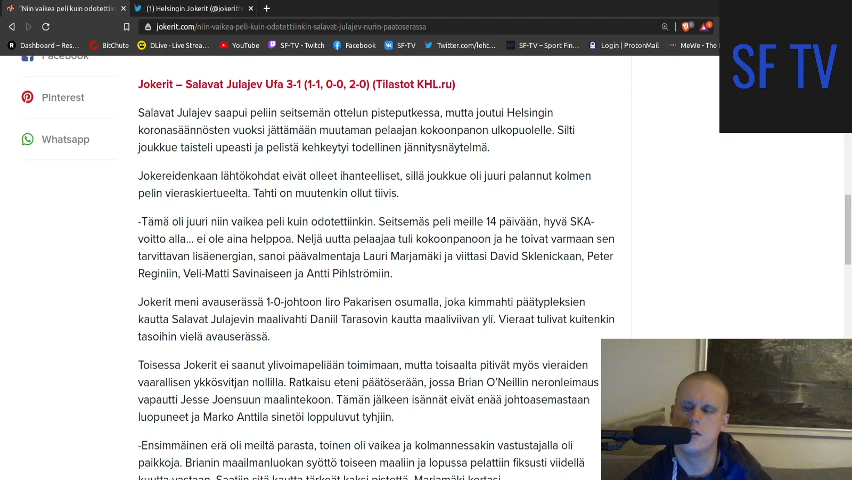 "Niin vaikea peli kuin odotettiin
Helsingin Jokerit (@jokerith
jokerit.com/niin-vaikea-peli-kuin-odotettiinkin-salavat-julajev-nurin-paatoserassa
Dashboard – Res...
BitChute
DLive · Live Stream...
YouTube
SF-TV - Twitch
Facebook
SF-TV
Twitter.com/lehc...
SF-TV – Sport Fin...
Login | ProtonMail
MeWe - The
SF TV
Facebook
Pinterest
Whatsapp
Jokerit – Salavat Julajev Ufa 3-1 (1-1, 0-0, 2-0) (Tilastot KHL.ru)
Salavat Julajev saapui peliin seitsemän ottelun pisteputkessa, mutta joutui Helsingin
koronasäännösten vuoksi jättämään muutaman pelaajan kokoonpanon ulkopuolelle. Silti
joukkue taisteli upeasti ja pelistä kehkeytyi todellinen jännitysnäytelmä.
Jokereidenkaan lähtökohdat eivät olleet ihanteelliset, sillä joukkue oli juuri palannut kolmen
pelin vieraskiertueelta. Tahti on muutenkin ollut tiivis.
-Tämä oli juuri niin vaikea peli kuin odotettiinkin. Seitsemäs peli meille 14 päivään, hyvä SKA-
voitto alla... ei ole aina helppoa. Neljä uutta pelaajaa tuli kokoonpanoon ja he toivat varmaan sen
tarvittavan lisäenergian, sanoi päävalmentaja Lauri Marjamäki ja viittasi David Sklenickaan, Peter
Reginiin, Veli-Matti Savinaiseen ja Antti Pihlströmiin.
Jokerit meni avauserässä 1-0-johtoon Iiro Pakarisen osumalla, joka kimmahti päätypleksien
kautta Salavat Julajevin maalivahti Daniil Tarasovin kautta maaliviivan yli. Vieraat tulivat kuitenkin
tasoihin vielä avauserässä.
Toisessa Jokerit ei saanut ylivoimapeliään toimimaan, mutta toisaalta pitivät myös vieraiden
vaarallisen ykkösvitjan nollilla. Ratkaisu eteni päätöserään, jossa Brian O'Neillin neronleimaus
vapautti Jesse Joensuun maalintekoon. Tämän jälkeen isännät eivät enää johtoasemastaan
luopuneet ja Marko Anttila sinetöi loppuluvut tyhjiin.
-Ensimmäinen erä oli meiltä parasta, toinen oli vaikea ja kolmannessakin vastustajalla oli
paikkoja. Brianin maailmanluokan syöttö toiseen maaliin ja lopussa pelattiin fiksusti viidellä
kuutta vastaan. Saatiin sitä kautta tärkeät kaksi pistettä, Marjamäki kertasi.